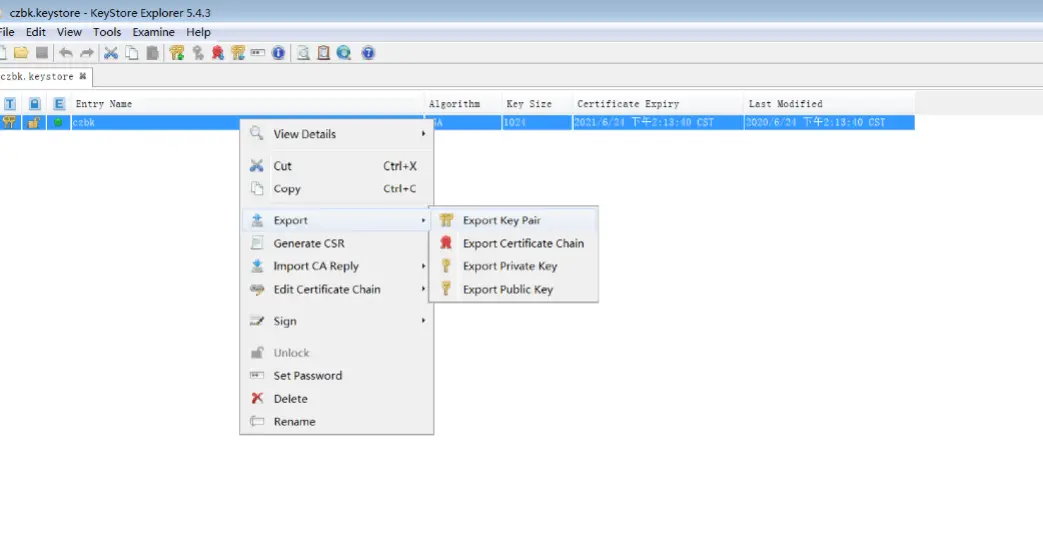 czbk.keystore - KeyStore Explorer 5.4.3
File Edit View Tools Examine Help
czbk.keystore
T E Entry Name Algorithm Key Size Certificate Expiry Last Modified
czbk 1024 2021/6/24 下午2:13:40 CST 2020/6/24 下午2:13:40 CST
View Details
Cut Ctrl+X
Copy Ctrl+C
Export Export Key Pair
Generate CSR Export Certificate Chain
Import CA Reply Export Private Key
Edit Certificate Chain Export Public Key
Sign
Unlock
Set Password
Delete
Rename